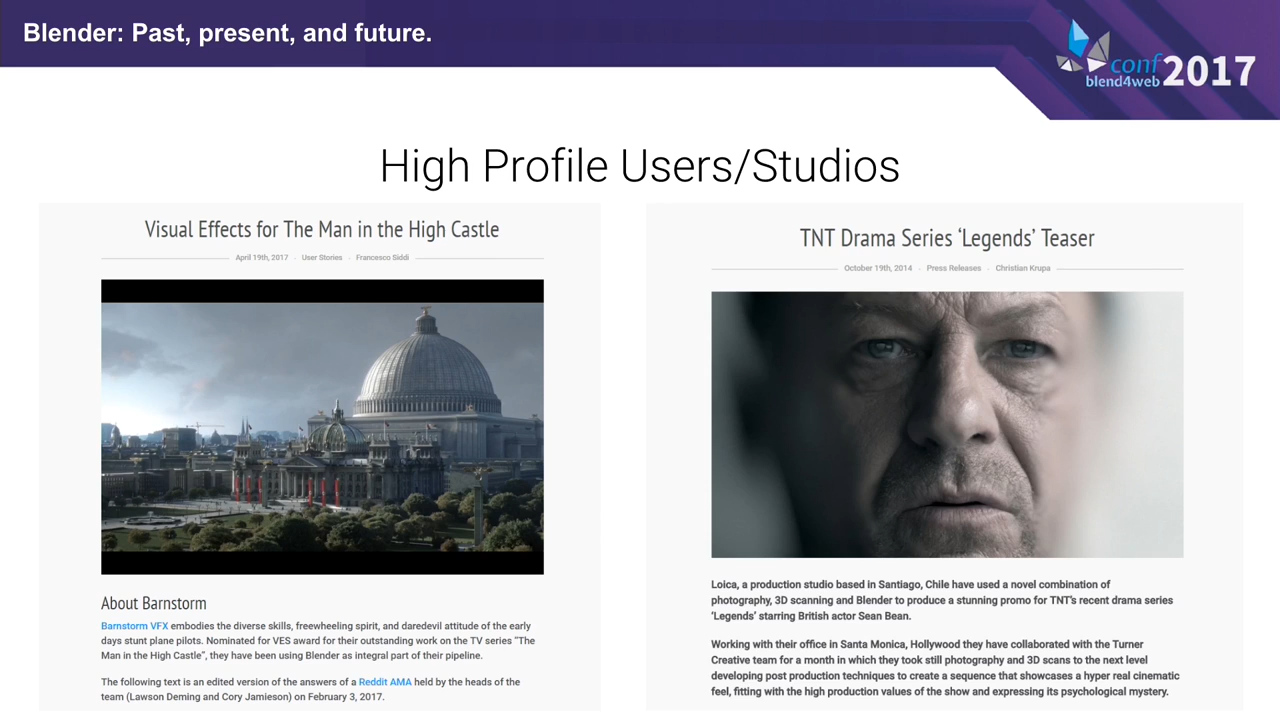 Blender: Past, present, and future.
conf
blend4web 2017
High Profile Users/Studios
Visual Effects for The Man in the High Castle
April 19th, 2017 · User Stories · Francesco Siddi
About Barnstorm
Barnstorm VFX embodies the diverse skills, freewheeling spirit, and daredevil attitude of the early
days stunt plane pilots. Nominated for VES award for their outstanding work on the TV series “The
Man in the High Castle”, they have been using Blender as integral part of their pipeline.
The following text is an edited version of the answers of a Reddit AMA held by the heads of the
team (Lawson Deming and Cory Jamieson) on February 3, 2017.
TNT Drama Series ‘Legends’ Teaser
October 19th, 2014 · Press Releases · Christian Krupa
Loica, a production studio based in Santiago, Chile have used a novel combination of
photography, 3D scanning and Blender to produce a stunning promo for TNT’s recent drama series
‘Legends’ starring British actor Sean Bean.
Working with their office in Santa Monica, Hollywood they have collaborated with the Turner
Creative team for a month in which they took still photography and 3D scans to the next level
developing post production techniques to create a sequence that showcases a hyper real cinematic
feel, fitting with the high production values of the show and expressing its psychological mystery.